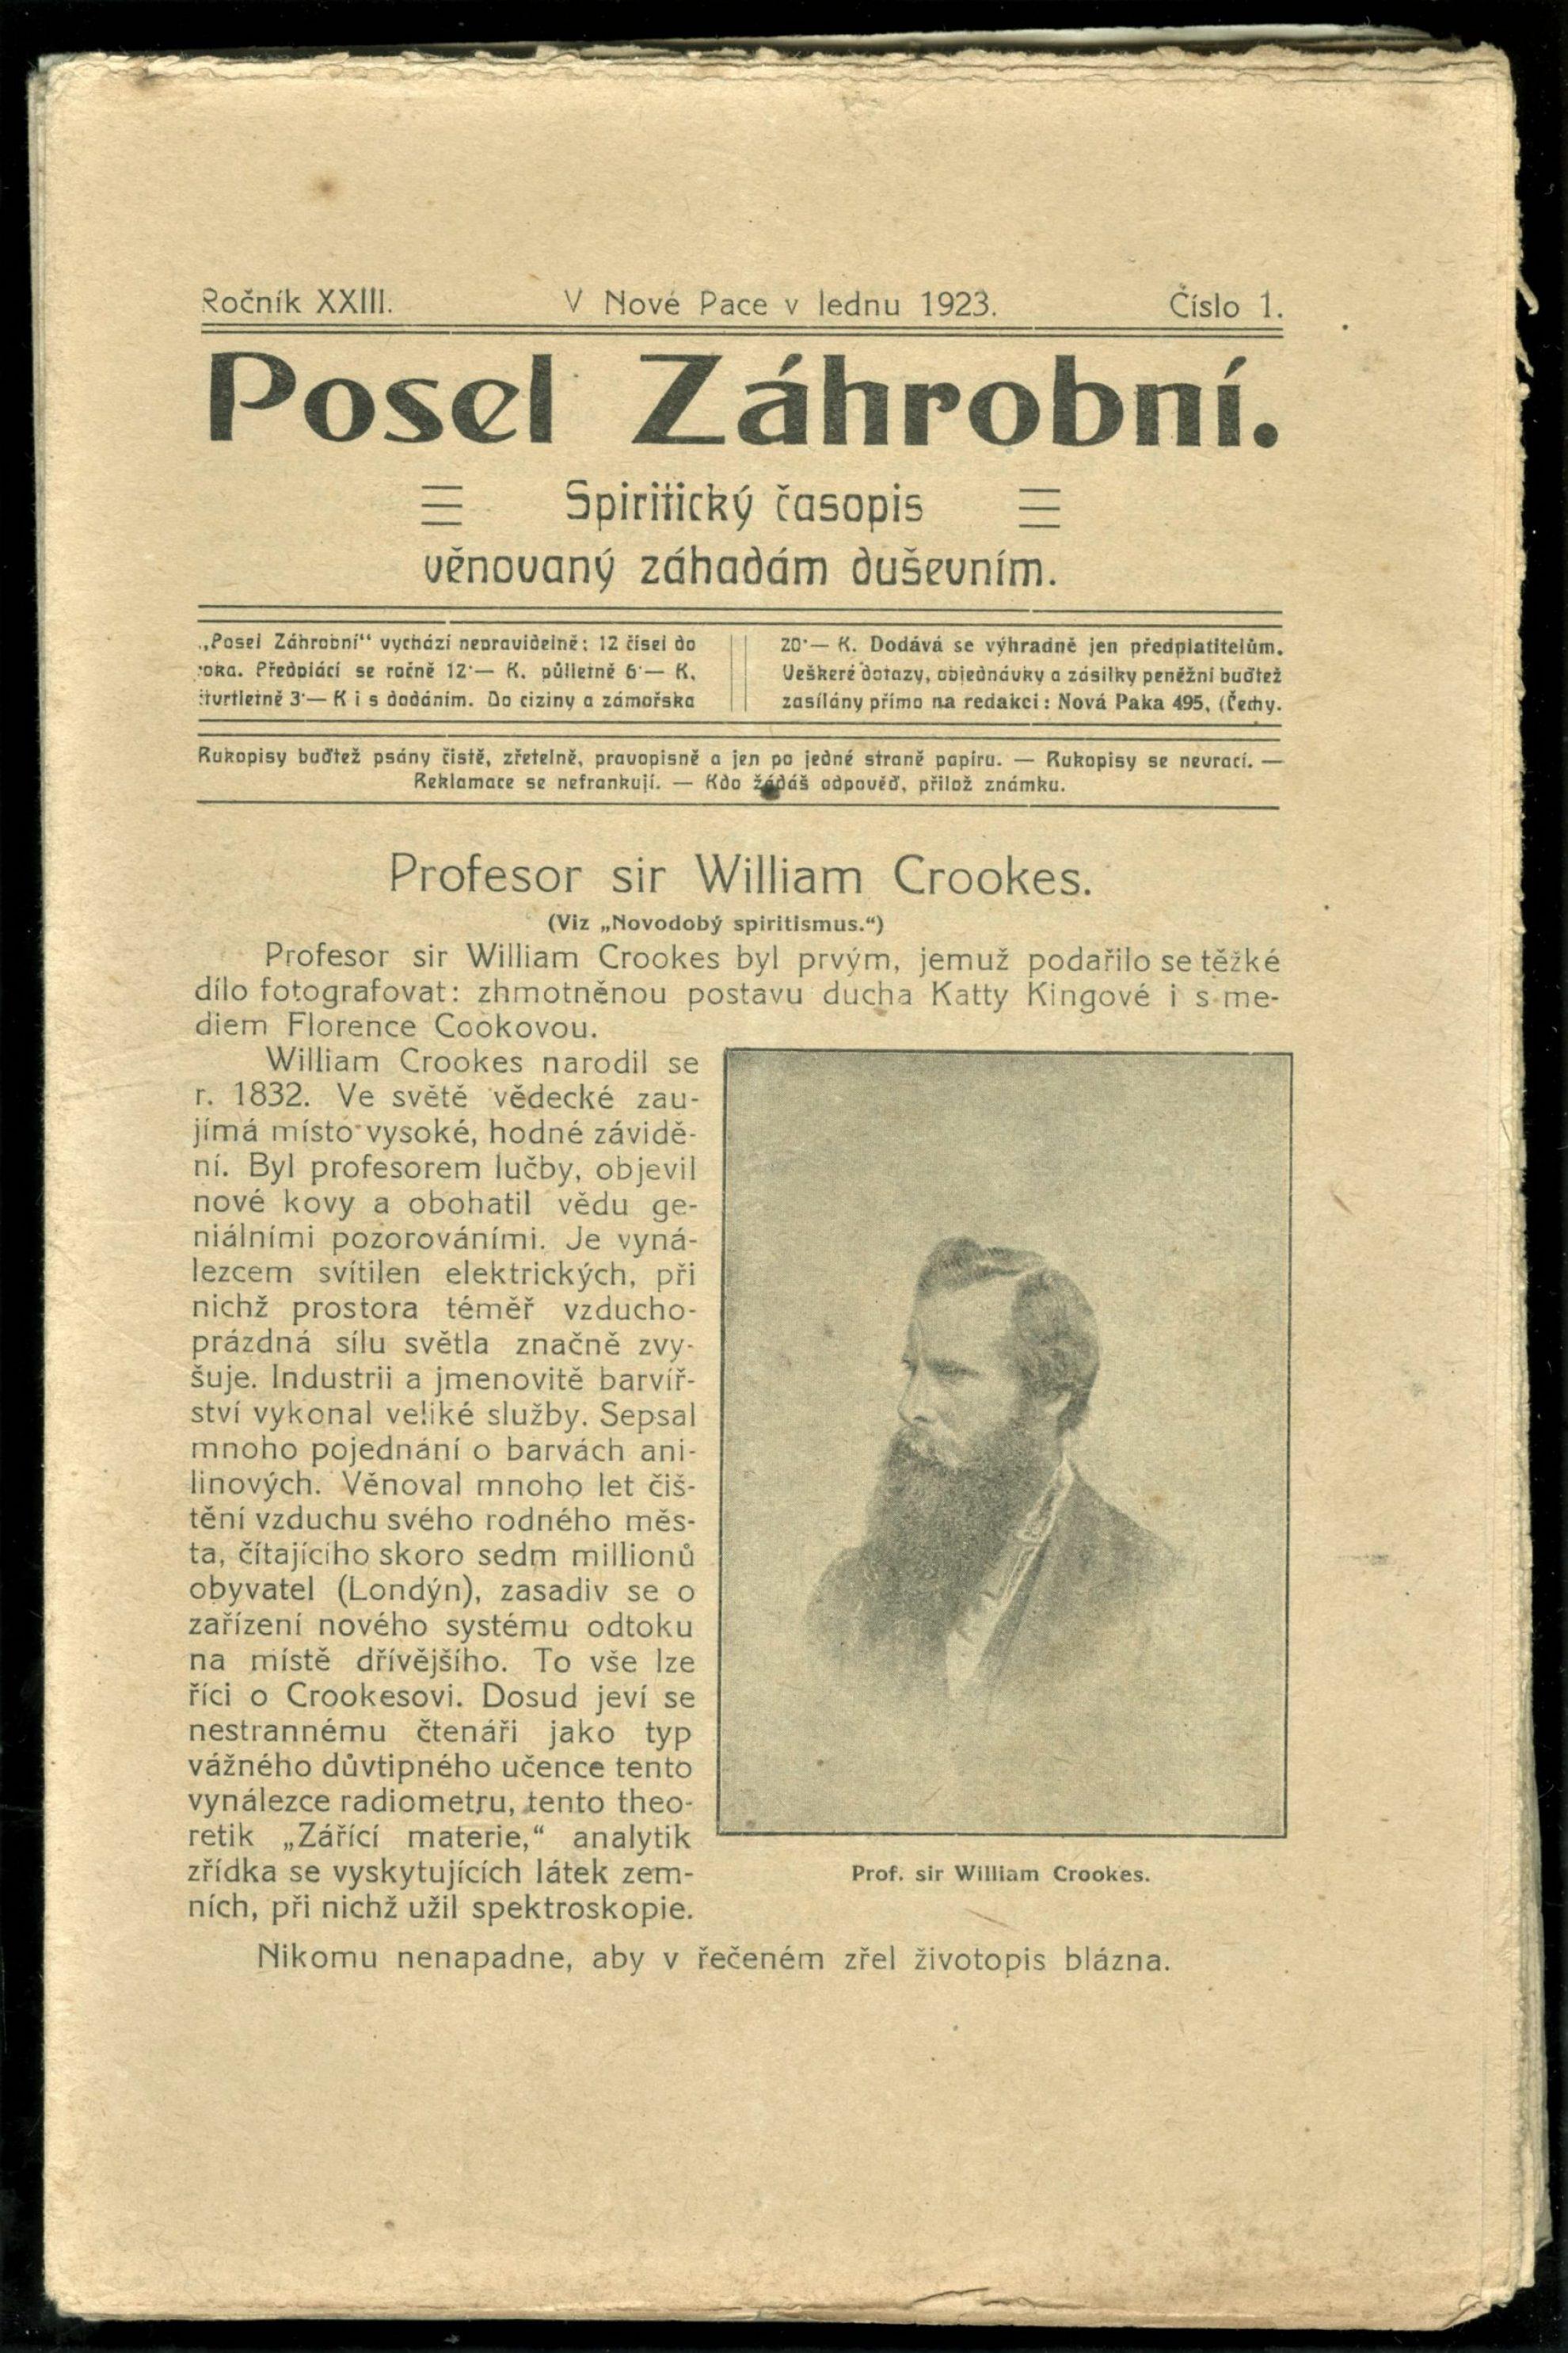 Ročník XXIII. V Nové Pace v lednu 1923. Číslo 1.
Posel Záhrobní.
Spiritický časopis
věnovaný záhadám duševním.
„Posel Záhrobní“ vychází nepravidelně; 12 čísel do
roka. Předplácí se ročně 12·— K. půlletně 6·— K,
čtvrtletně 3·— K i s dodáním. Do ciziny a zámořska
20·— K. Dodává se výhradně jen předplatitelům.
Veškeré dotazy, objednávky a zásilky peněžní buďtež
zasílány přímo na redakci: Nová Paka 495, (Čechy.
Rukopisy buďtež psány čistě, zřetelně, pravopisně a jen po jedné straně papíru. — Rukopisy se nevrací. —
Reklamace se nefrankují. — Kdo žádáš odpověď, přilož známku.
Profesor sir William Crookes.
(Viz „Novodobý spiritismus.“)
Profesor sir William Crookes byl prvým, jemuž podařilo se těžké
dílo fotografovat: zhmotněnou postavu ducha Katty Kingové i s me-
diem Florence Cookovou.
William Crookes narodil se
r. 1832. Ve světě vědecké zau-
jímá místo vysoké, hodné závidě-
ní. Byl profesorem lučby, objevil
nové kovy a obohatil vědu ge-
niálními pozorováními. Je vyná-
lezcem svítilen elektrických, při
nichž prostora téměř vzducho-
prázdná sílu světla značně zvy-
šuje. Industrii a jmenovitě barvíř-
ství vykonal veliké služby. Sepsal
mnoho pojednání o barvách ani-
linových. Věnoval mnoho let čiš-
tění vzduchu svého rodného měs-
ta, čítajícího skoro sedm millionů
obyvatel (Londýn), zasadiv se o
zařízení nového systému odtoku
na místě dřívějšího. To vše lze
říci o Crookesovi. Dosud jeví se
nestrannému čtenáři jako typ
vážného důvtipného učence tento
vynálezce radiometru, tento theo-
retik „Zářící materie,“ analytik
zřídka se vyskytujících látek zem-
ních, při nichž užil spektroskopie.
Prof. sir William Crookes.
Nikomu nenapadne, aby v řečeném zřel životopis blázna.